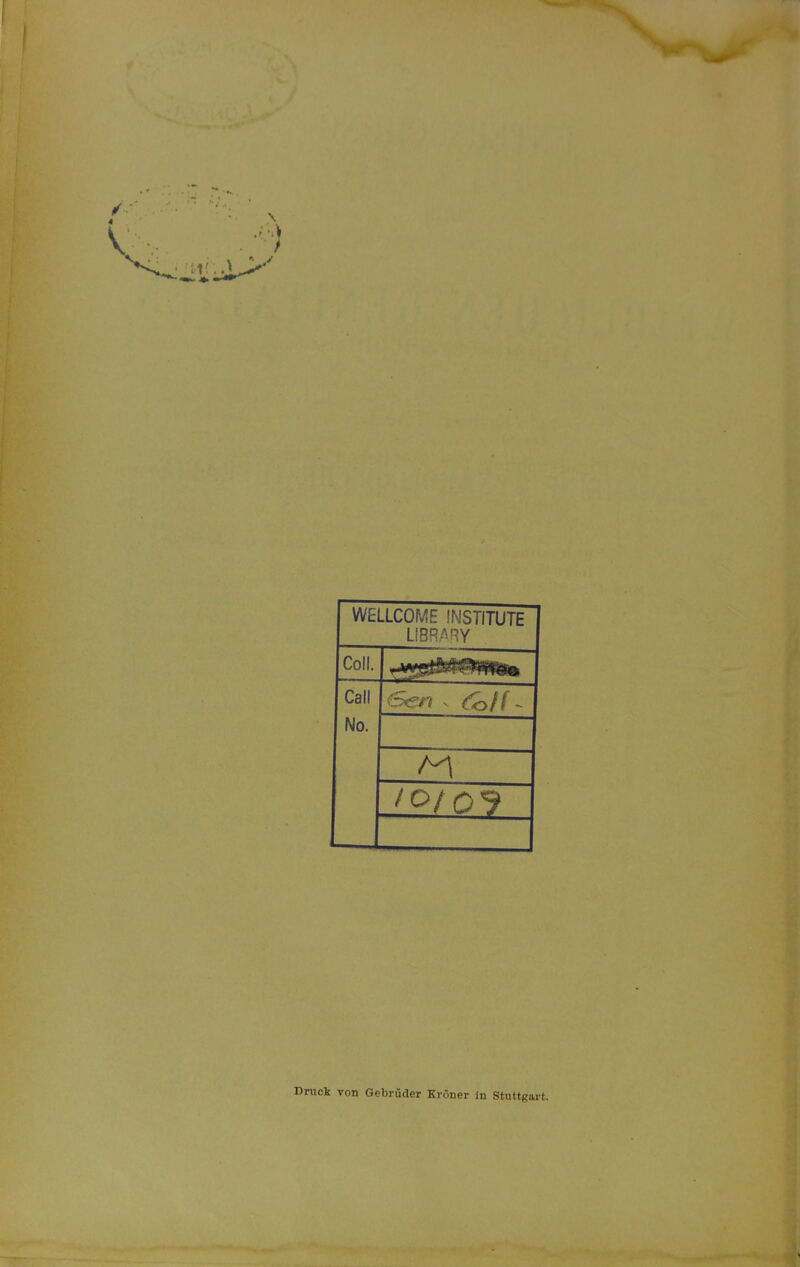 WELLCOME INSTITUTE
LIBRARY
Coll.
Call
No.
Gen. Coll.
M
10109
Druck von Gebrüder Kröner in Stuttgart.